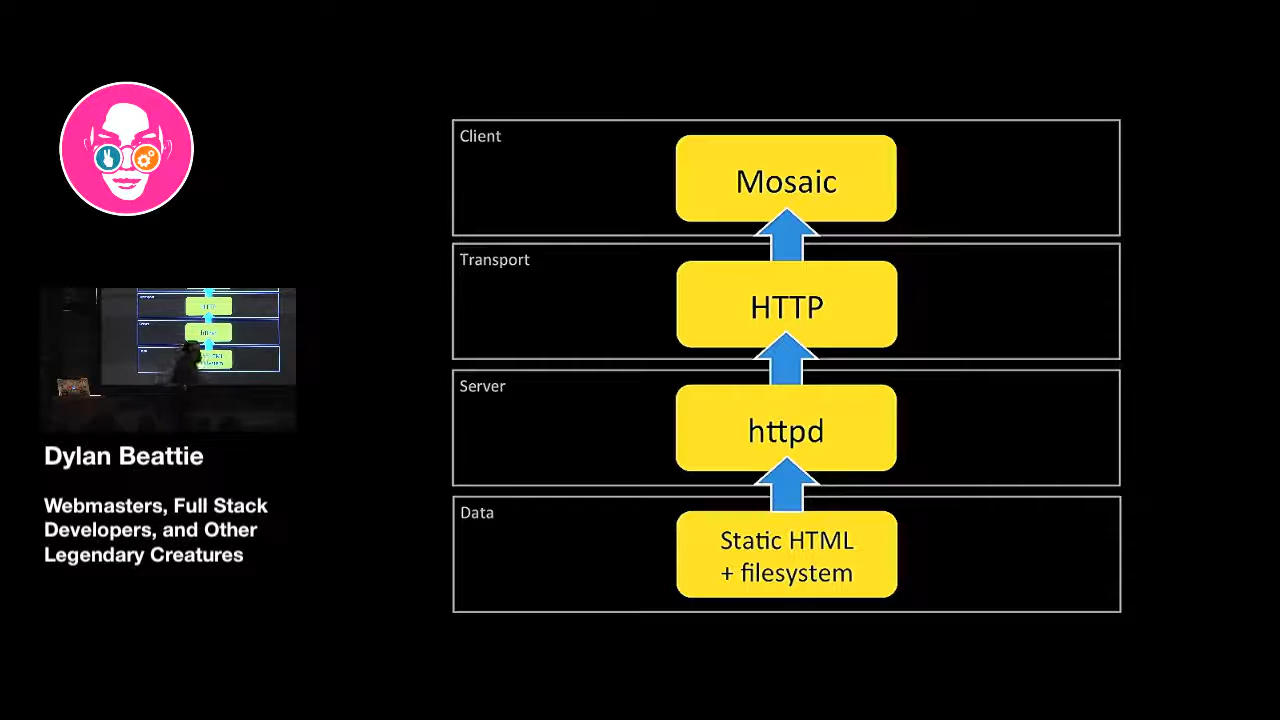 Client
Mosaic
Transport
HTTP
Server
httpd
Data
Static HTML
+ filesystem
Dylan Beattie
Webmasters, Full Stack
Developers, and Other
Legendary Creatures